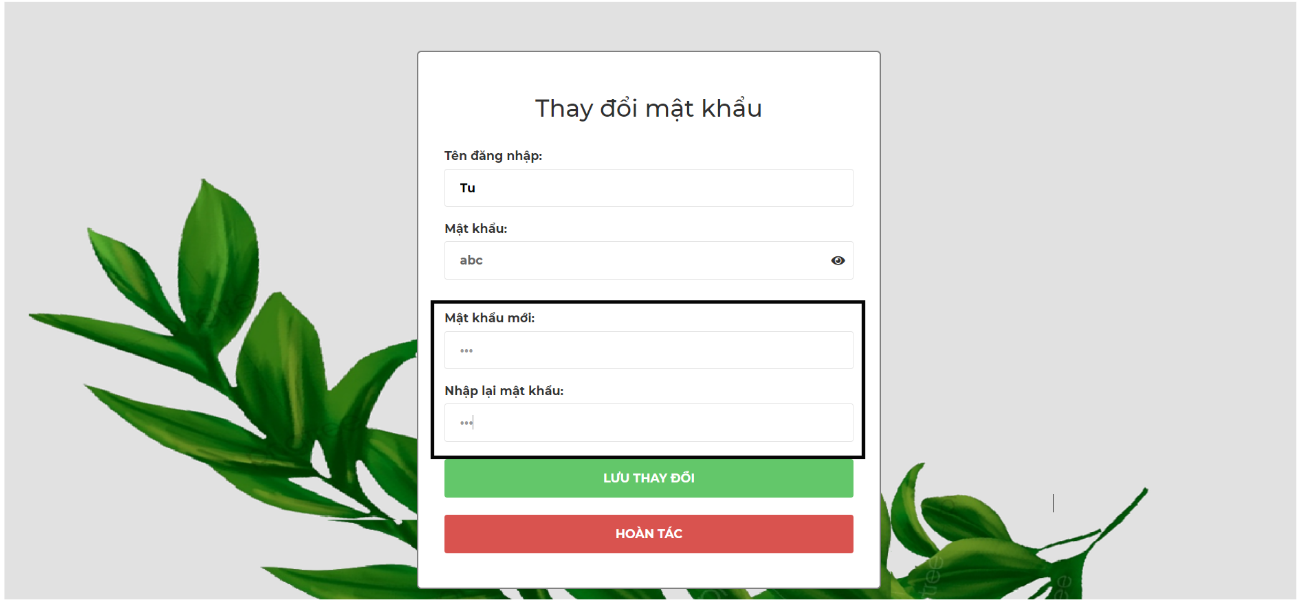 Thay đổi mật khẩu
Tên đăng nhập:
Tu
Mật khẩu:
abc
Mật khẩu mới:
•••
Nhập lại mật khẩu:
•••
LƯU THAY ĐỔI
HOÀN TÁC